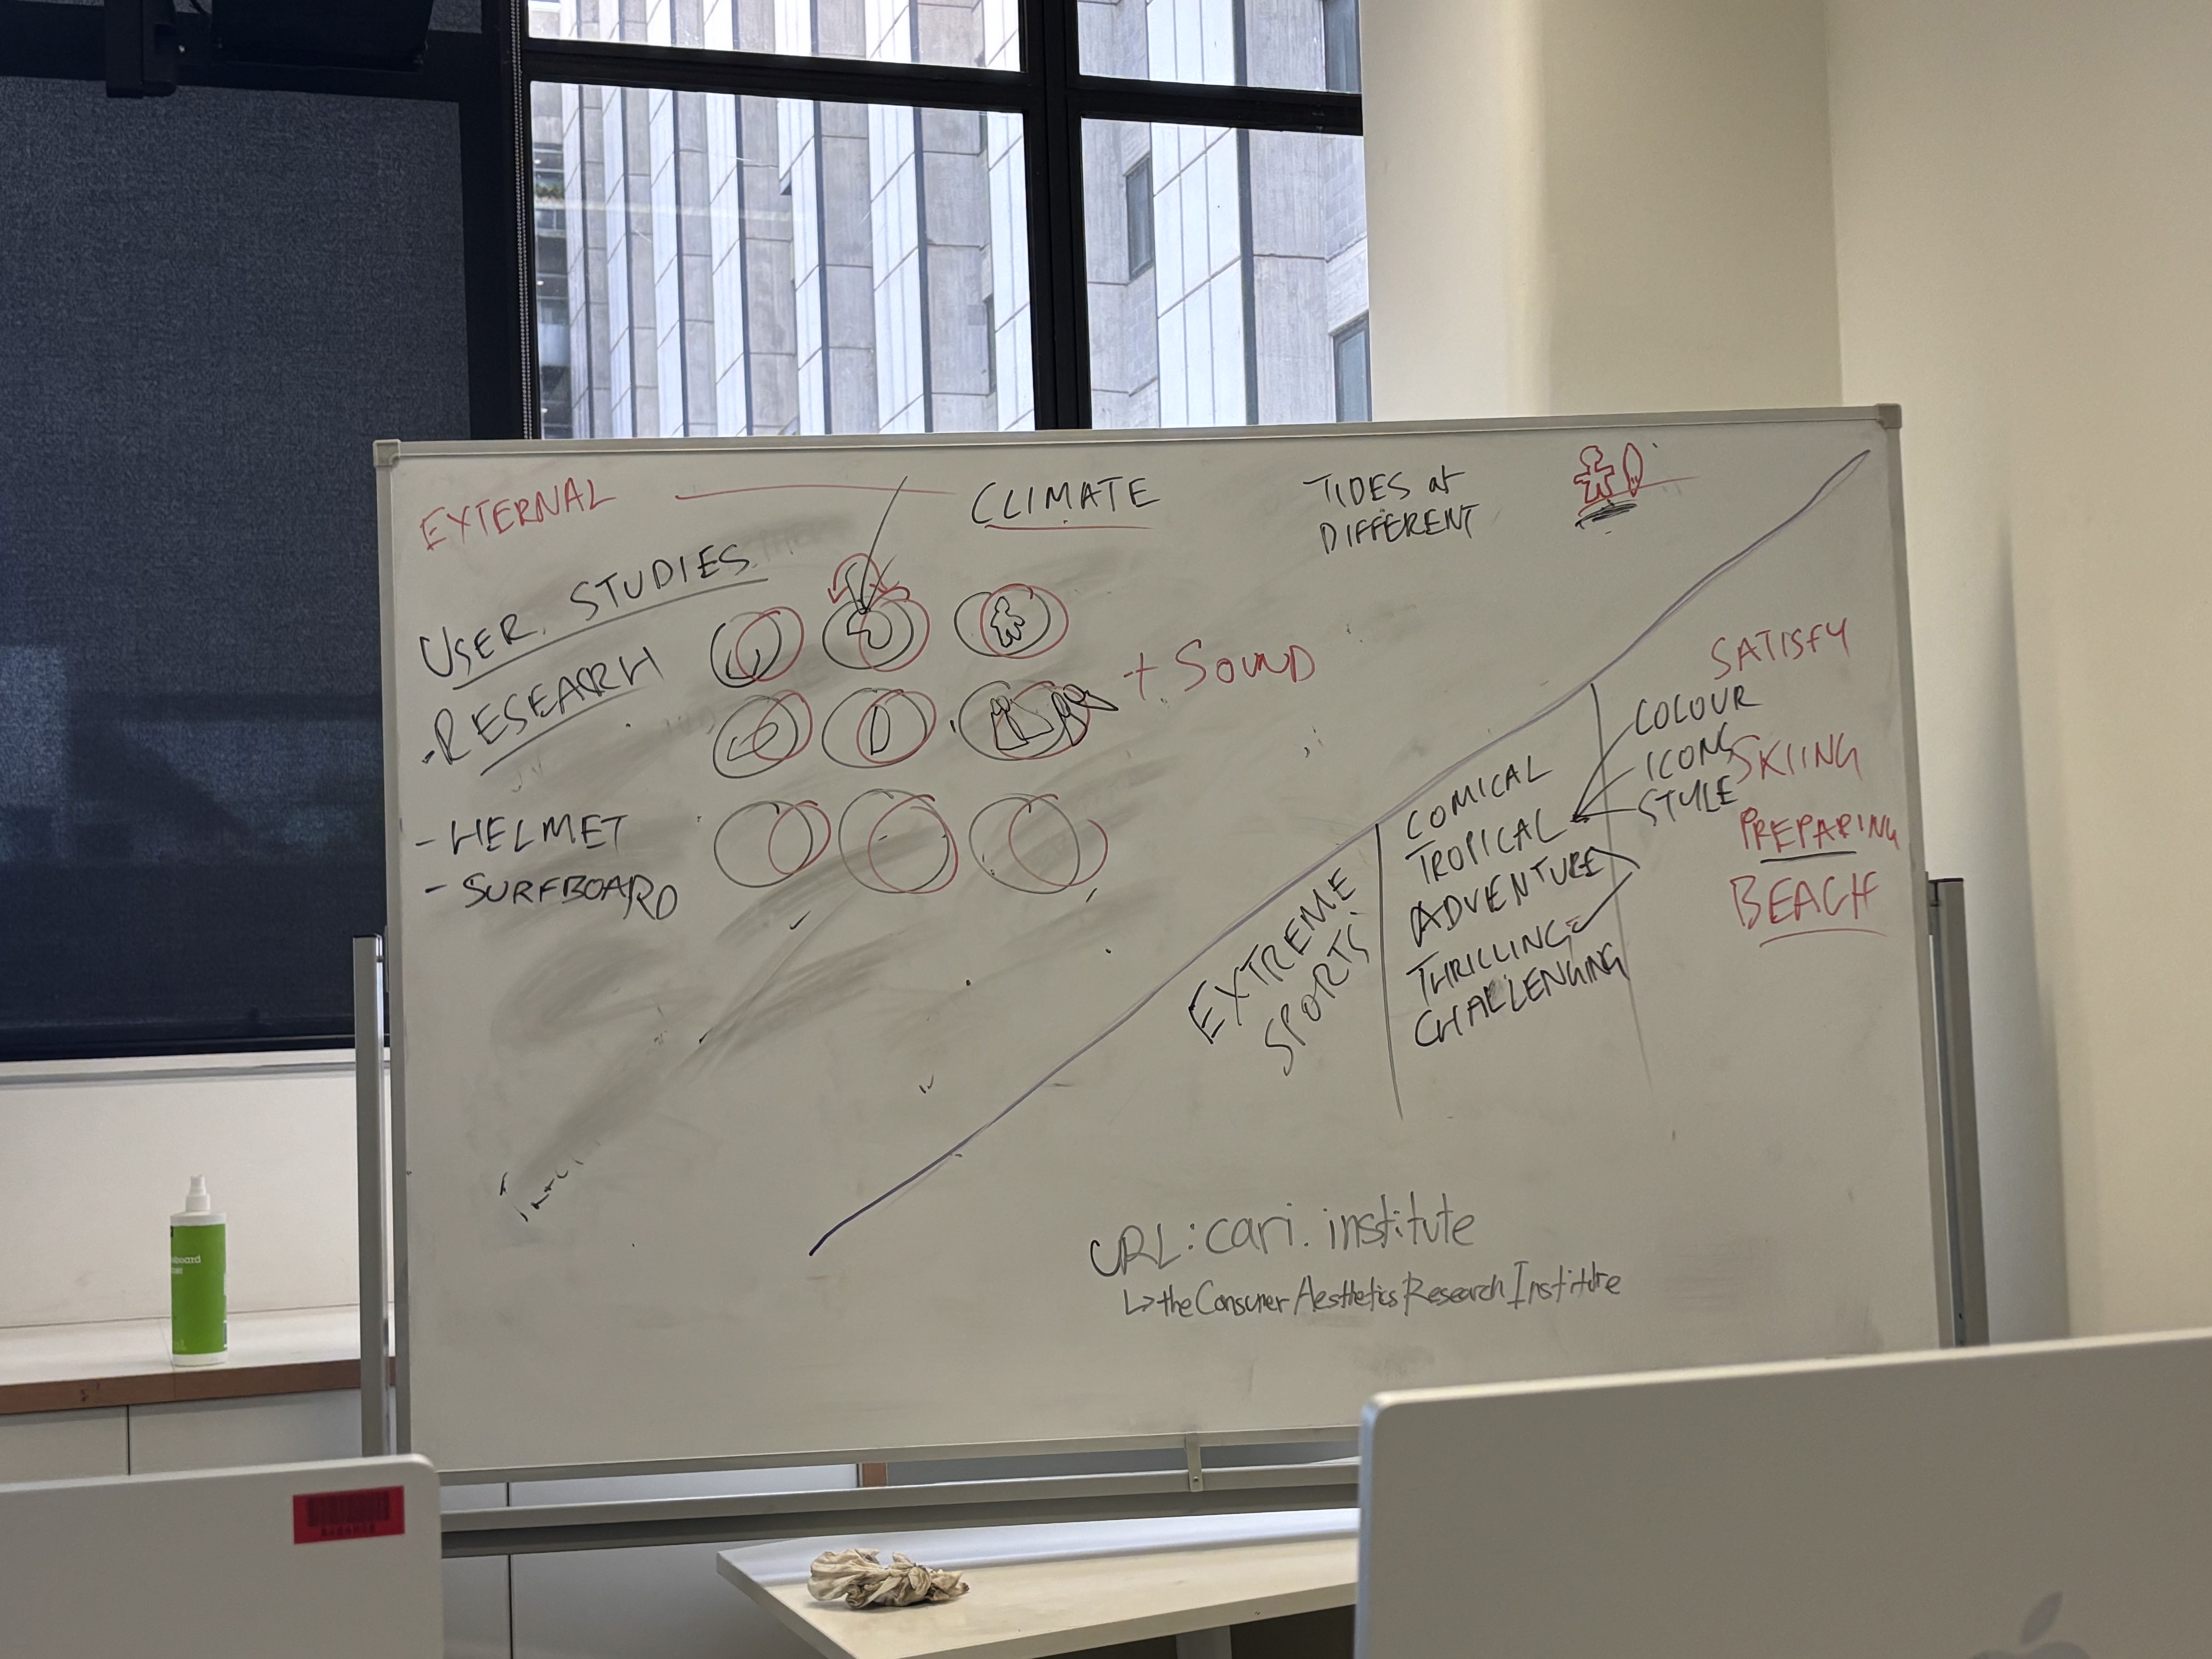 EXTERNAL
CLIMATE
TIDES at
DIFFERENT
USER STUDIES
- RESEARCH
+ SOUND
- HELMET
- SURFBOARD
EXTREME
SPORTS
COMICAL
TROPICAL
ADVENTURE
THRILLING
CHALLENGING
COLOUR
ICONS
STYLE
SATISFY
SKIING
PREPARING
BEACH
URL: cari.institute
↳ the Consumer Aesthetics Research Institute